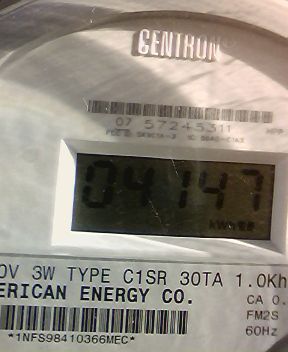 CENTRON
07 57245311
04147
0V 3W TYPE C1SR 30TA 1.0Kh
ERICAN ENERGY CO.
CA 0.
FM2S
*1NFS98410366MEC*
60Hz